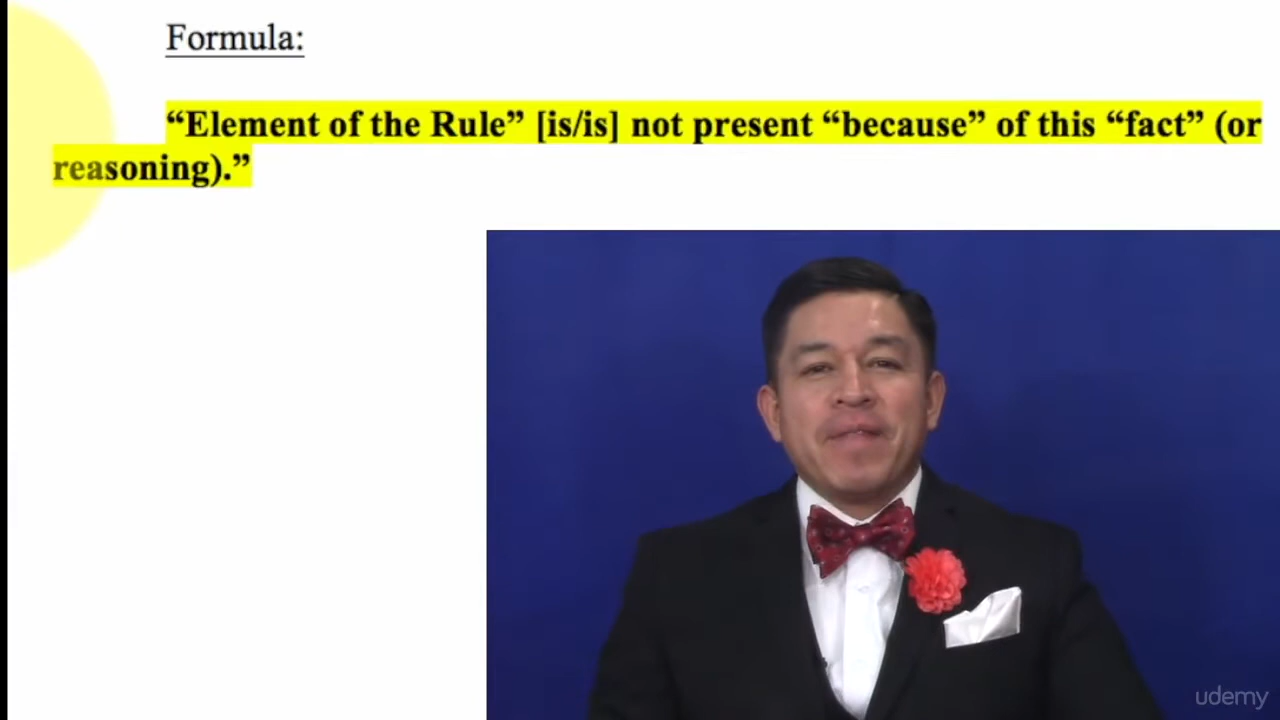 Formula:
“Element of the Rule” [is/is] not present “because” of this “fact” (or
reasoning).”
udemy